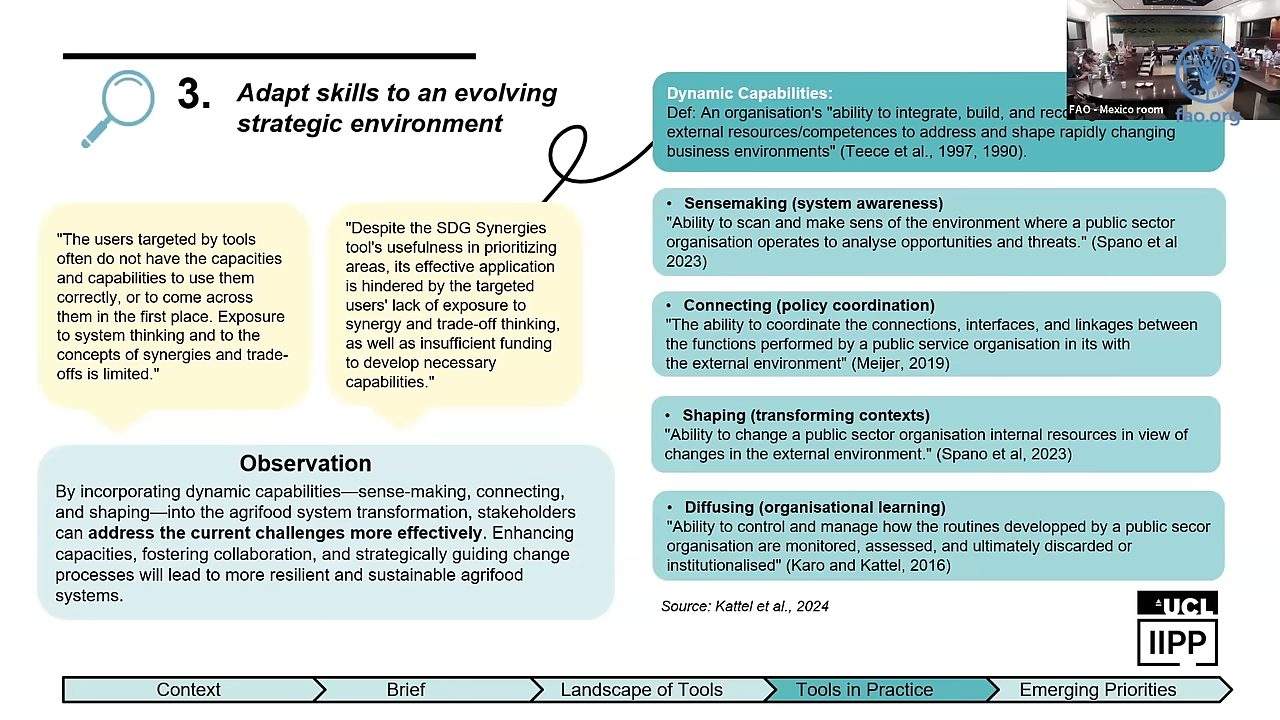 3.
Adapt skills to an evolving
strategic environment
"The users targeted by tools
often do not have the capacities
and capabilities to use them
correctly, or to come across
them in the first place. Exposure
to system thinking and to the
concepts of synergies and trade-
offs is limited."
"Despite the SDG Synergies
tool's usefulness in prioritizing
areas, its effective application
is hindered by the targeted
users' lack of exposure to
synergy and trade-off thinking,
as well as insufficient funding
to develop necessary
capabilities."
Observation
By incorporating dynamic capabilities—sense-making, connecting,
and shaping—into the agrifood system transformation, stakeholders
can address the current challenges more effectively. Enhancing
capacities, fostering collaboration, and strategically guiding change
processes will lead to more resilient and sustainable agrifood
systems.
Dynamic Capabilities:
Def: An organisation's "ability to integrate, build, and
external resources/competences to address and shape rapidly changing
business environments" (Teece et al., 1997, 1990).
• Sensemaking (system awareness)
"Ability to scan and make sens of the environment where a public sector
organisation operates to analyse opportunities and threats." (Spano et al
2023)
• Connecting (policy coordination)
"The ability to coordinate the connections, interfaces, and linkages between
the functions performed by a public service organisation in its with
the external environment" (Meijer, 2019)
• Shaping (transforming contexts)
"Ability to change a public sector organisation internal resources in view of
changes in the external environment." (Spano et al, 2023)
• Diffusing (organisational learning)
"Ability to control and manage how the routines developped by a public secor
organisation are monitored, assessed, and ultimately discarded or
institutionalised" (Karo and Kattel, 2016)
Source: Kattel et al., 2024
FAO - Mexico room
fao.org
UCL
IIPP
Context
Brief
Landscape of Tools
Tools in Practice
Emerging Priorities